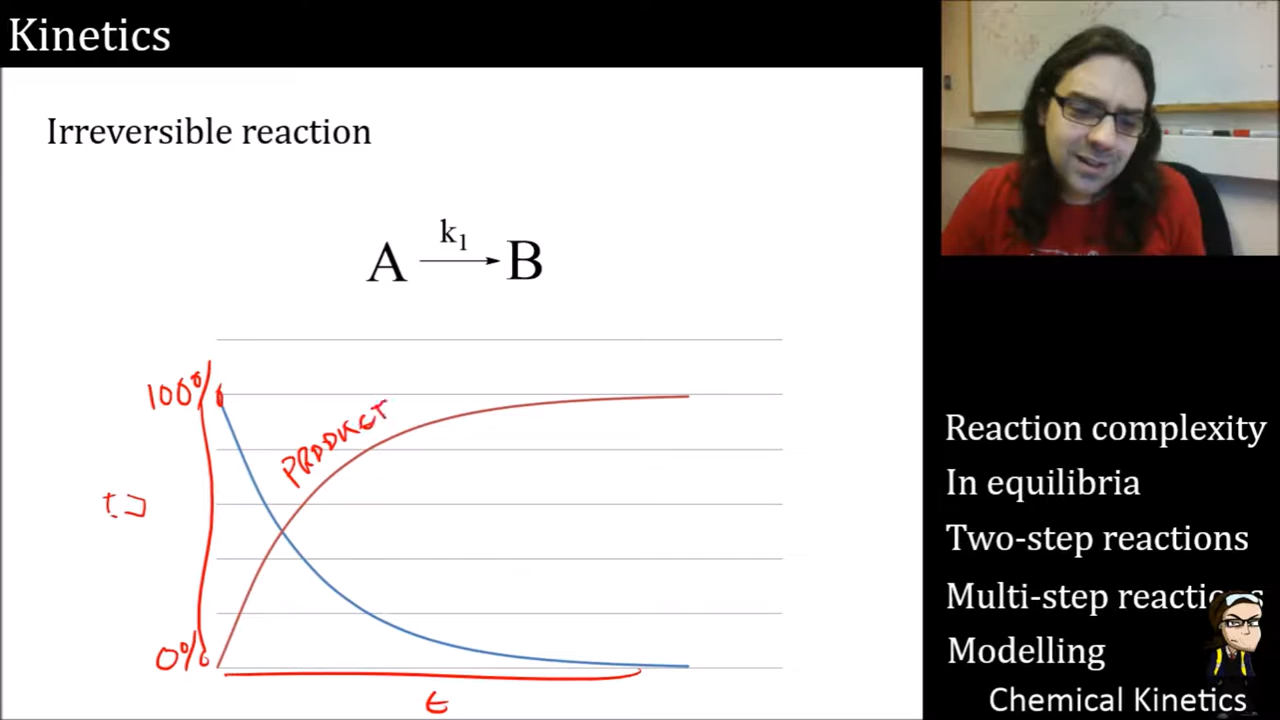 Kinetics
Irreversible reaction
k₁
A → B
100%
PRODUCT
[]
0%
t
Reaction complexity
In equilibria
Two-step reactions
Multi-step reactions
Modelling
Chemical Kinetics